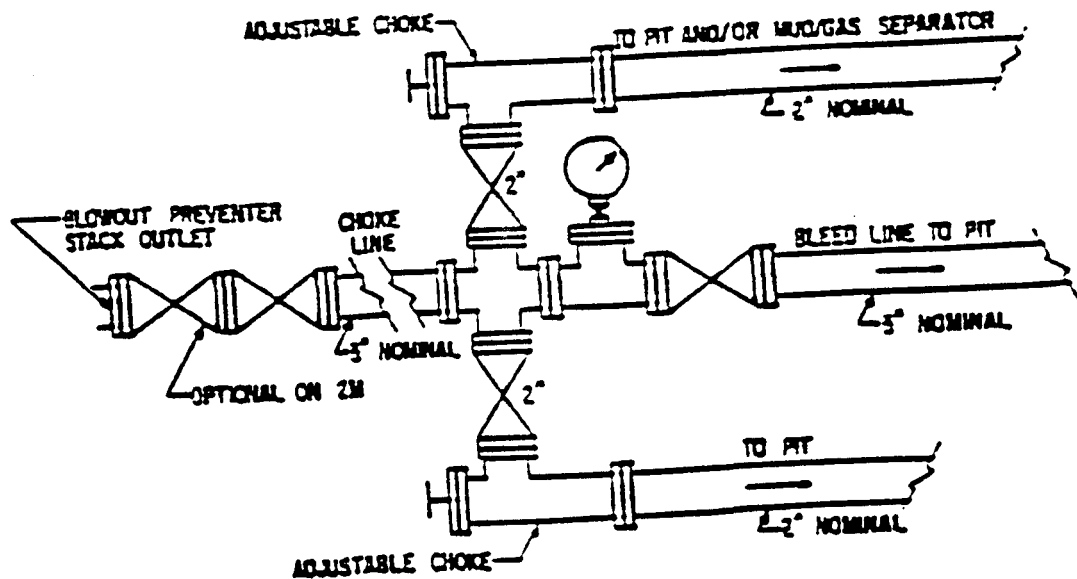 ADJUSTABLE CHOKE
TO PIT AND/OR MUD/GAS SEPARATOR
2" NOMINAL
2"
BLOWOUT PREVENTER
STACK OUTLET
CHOKE
LINE
BLEED LINE TO PIT
3" NOMINAL
3" NOMINAL
OPTIONAL ON 2M
2"
TO PIT
2" NOMINAL
ADJUSTABLE CHOKE